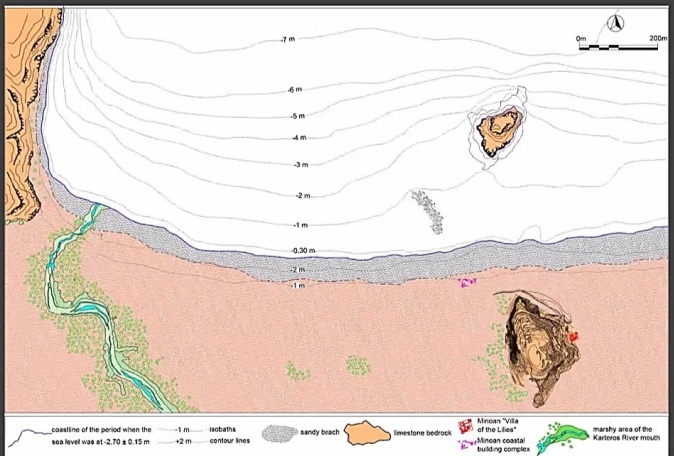 0m 200m
-7 m
-6 m
-5 m
-4 m
-3 m
-2 m
-1 m
-0.30 m
-2 m
-1 m
coastline of the period when the
sea level was at -2.70 ± 0.15 m
-1 m isobaths
+2 m contour lines
sandy beach
limestone bedrock
Minoan "Villa
of the Lilies"
Minoan coastal
building complex
marshy area of the
Karteros River mouth